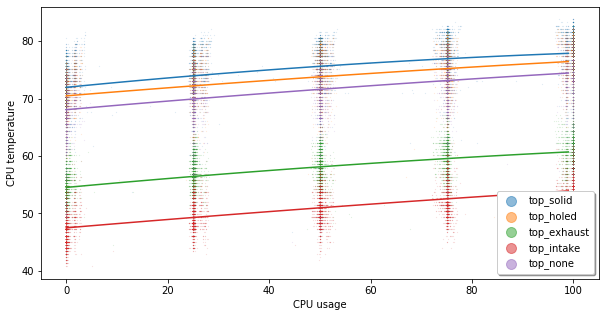 80
70
60
50
40
CPU temperature
0
20
40
60
80
100
CPU usage
top_solid
top_holed
top_exhaust
top_intake
top_none